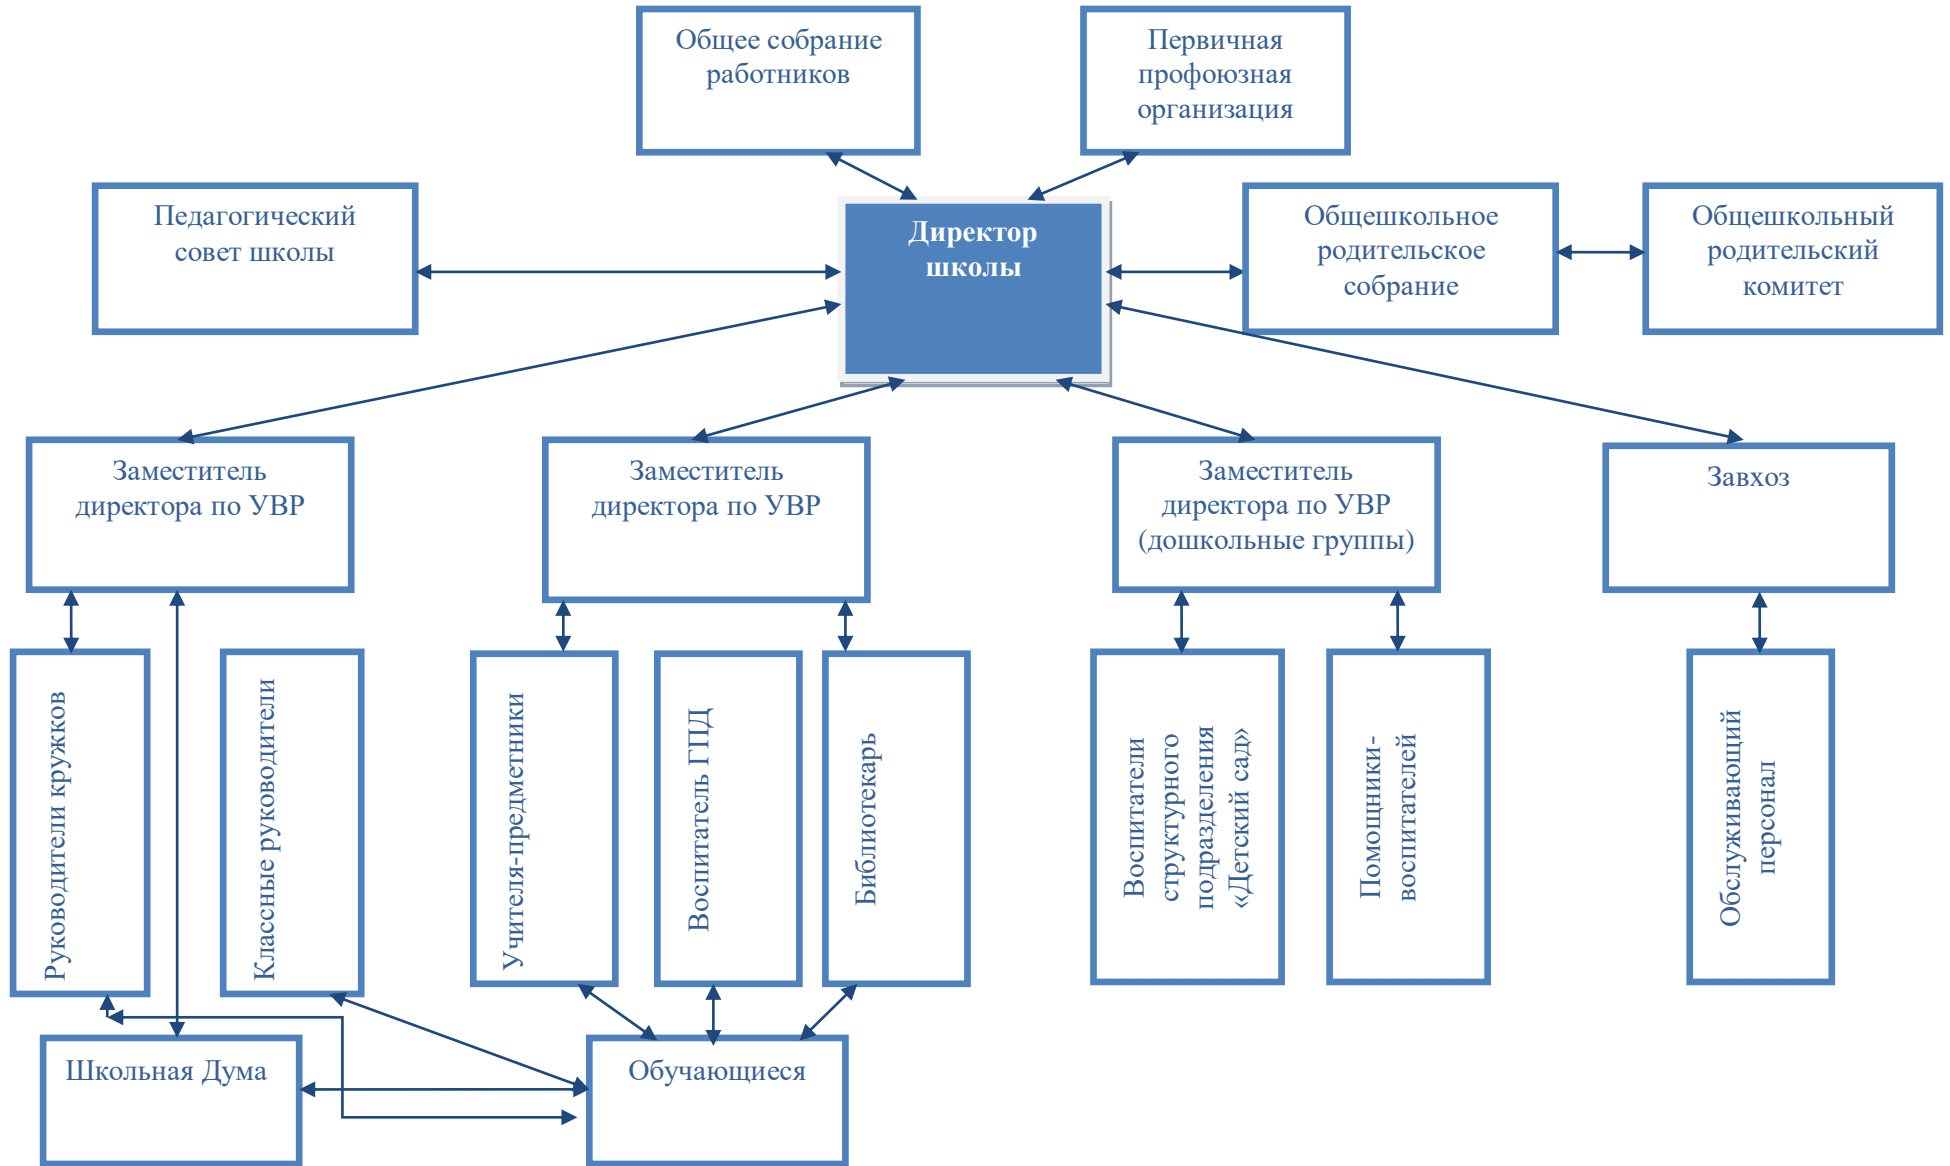 Общее собрание
работников
Первичная
профоюзная
организация
Педагогический
совет школы
Директор
школы
Общешкольное
родительское
собрание
Общешкольный
родительский
комитет
Заместитель
директора по УВР
Заместитель
директора по УВР
Заместитель
директора по УВР
(дошкольные группы)
Завхоз
Руководители кружков
Классные руководители
Учителя-предметники
Воспитатель ГПД
Библиотекарь
Воспитатели
структурного
подразделения
«Детский сад»
Помощники-
воспитателей
Обслуживающий
персонал
Школьная Дума
Обучающиеся